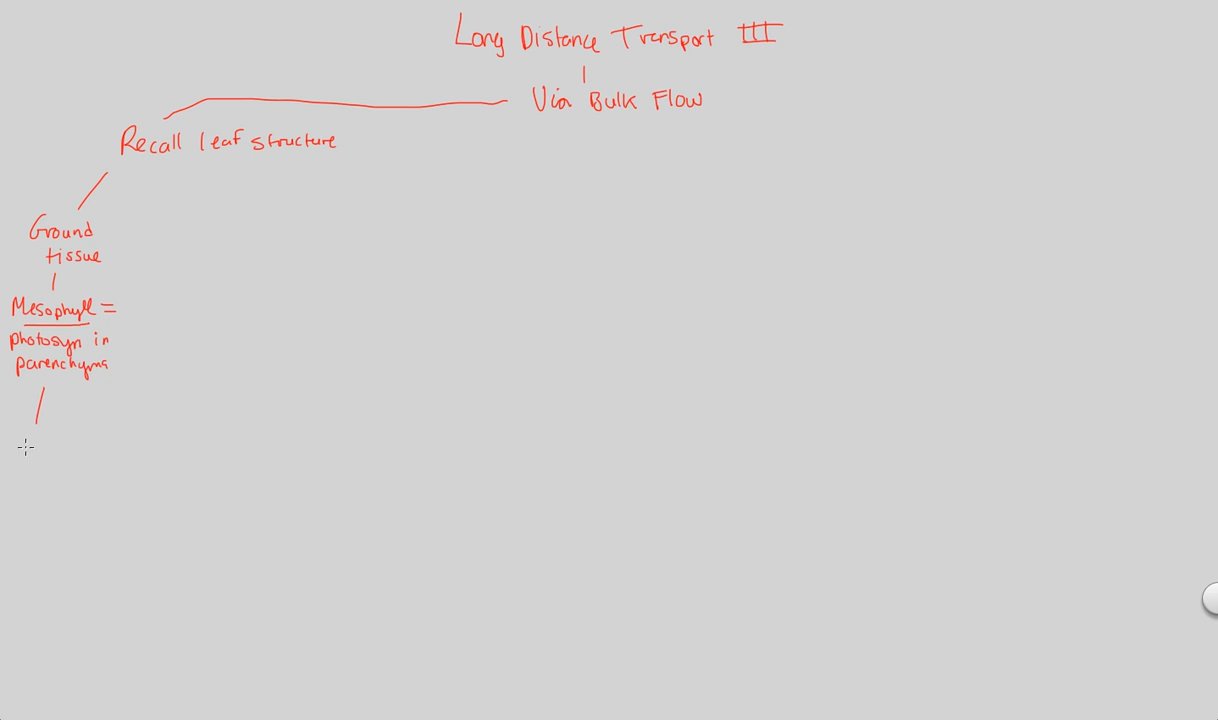 Long Distance Transport III
Via Bulk Flow
Recall leaf structure
Ground
tissue
Mesophyll =
photosyn in
parenchyma